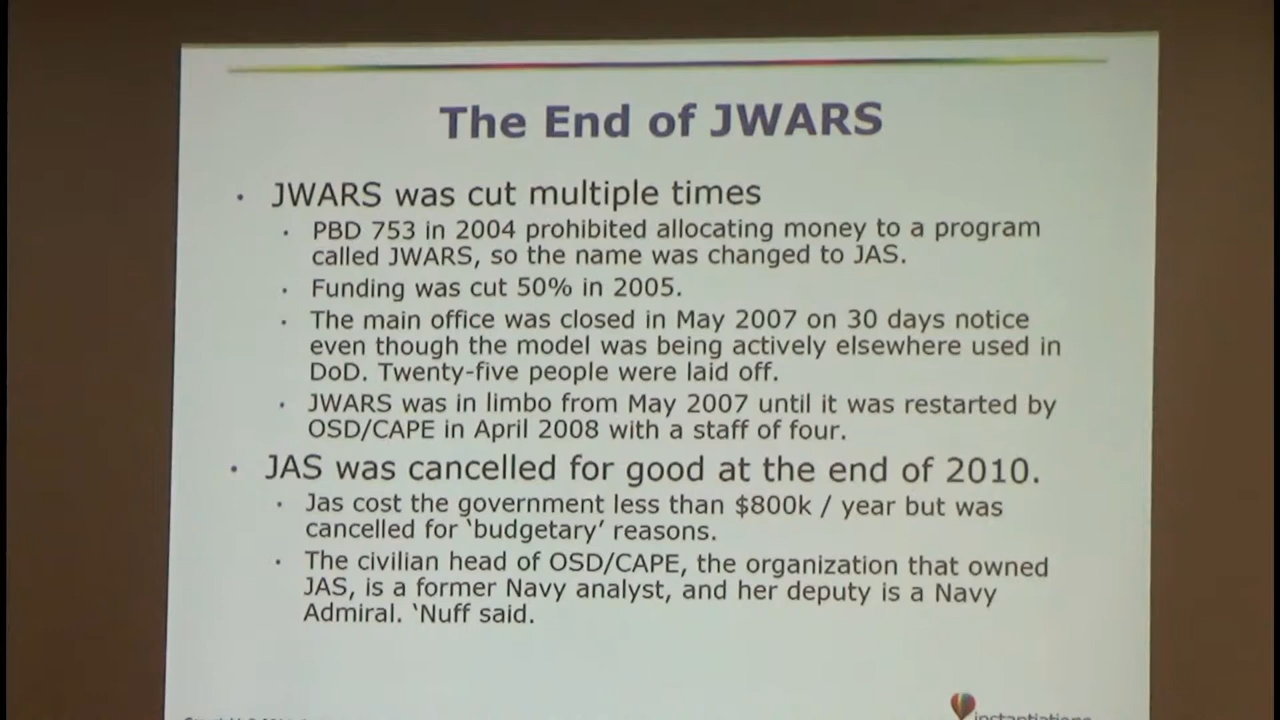 The End of JWARS
• JWARS was cut multiple times
• PBD 753 in 2004 prohibited allocating money to a program
called JWARS, so the name was changed to JAS.
• Funding was cut 50% in 2005.
• The main office was closed in May 2007 on 30 days notice
even though the model was being actively elsewhere used in
DoD. Twenty-five people were laid off.
• JWARS was in limbo from May 2007 until it was restarted by
OSD/CAPE in April 2008 with a staff of four.
• JAS was cancelled for good at the end of 2010.
• Jas cost the government less than $800k / year but was
cancelled for ‘budgetary’ reasons.
• The civilian head of OSD/CAPE, the organization that owned
JAS, is a former Navy analyst, and her deputy is a Navy
Admiral. ‘Nuff said.
instantiations